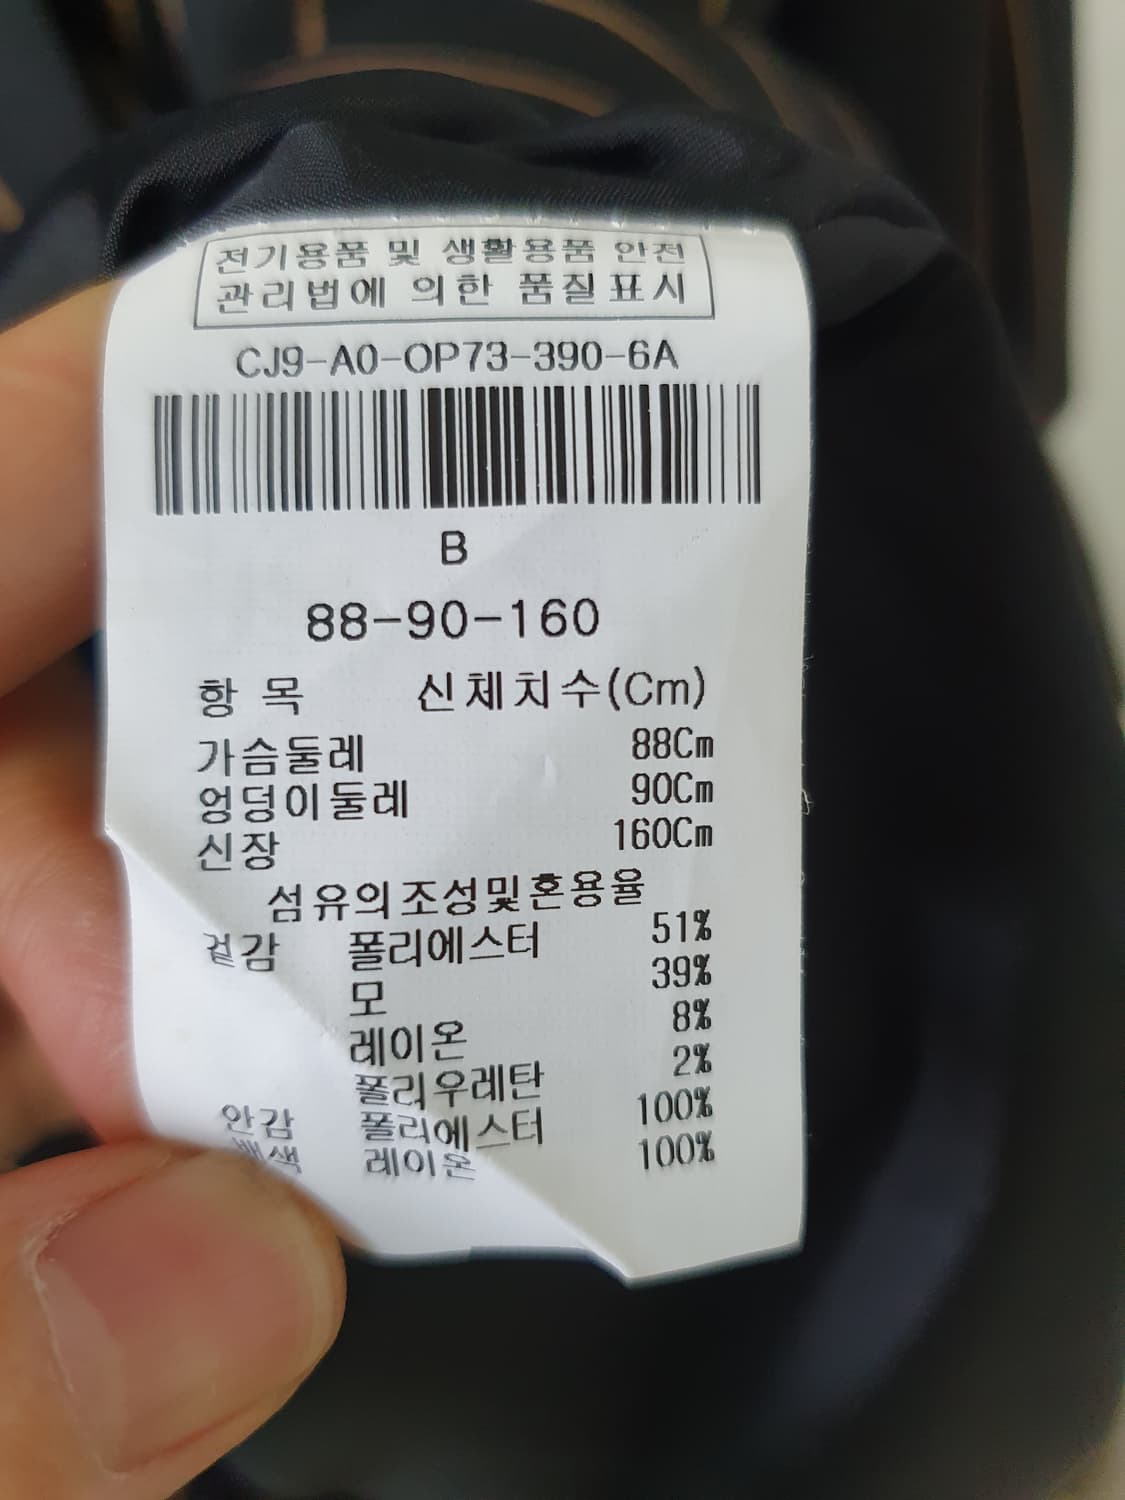 전기용품 및 생활용품 안전
관리법에 의한 품질표시
CJ9-A0-OP73-390-6A
B
88-90-160
항 목 신체치수(Cm)
가슴둘레 88Cm
엉덩이둘레 90Cm
신장 160Cm
섬유의조성및혼용율
겉감 폴리에스터 51%
모 39%
레이온 8%
폴리우레탄 2%
안감 폴리에스터 100%
배색 레이온 100%